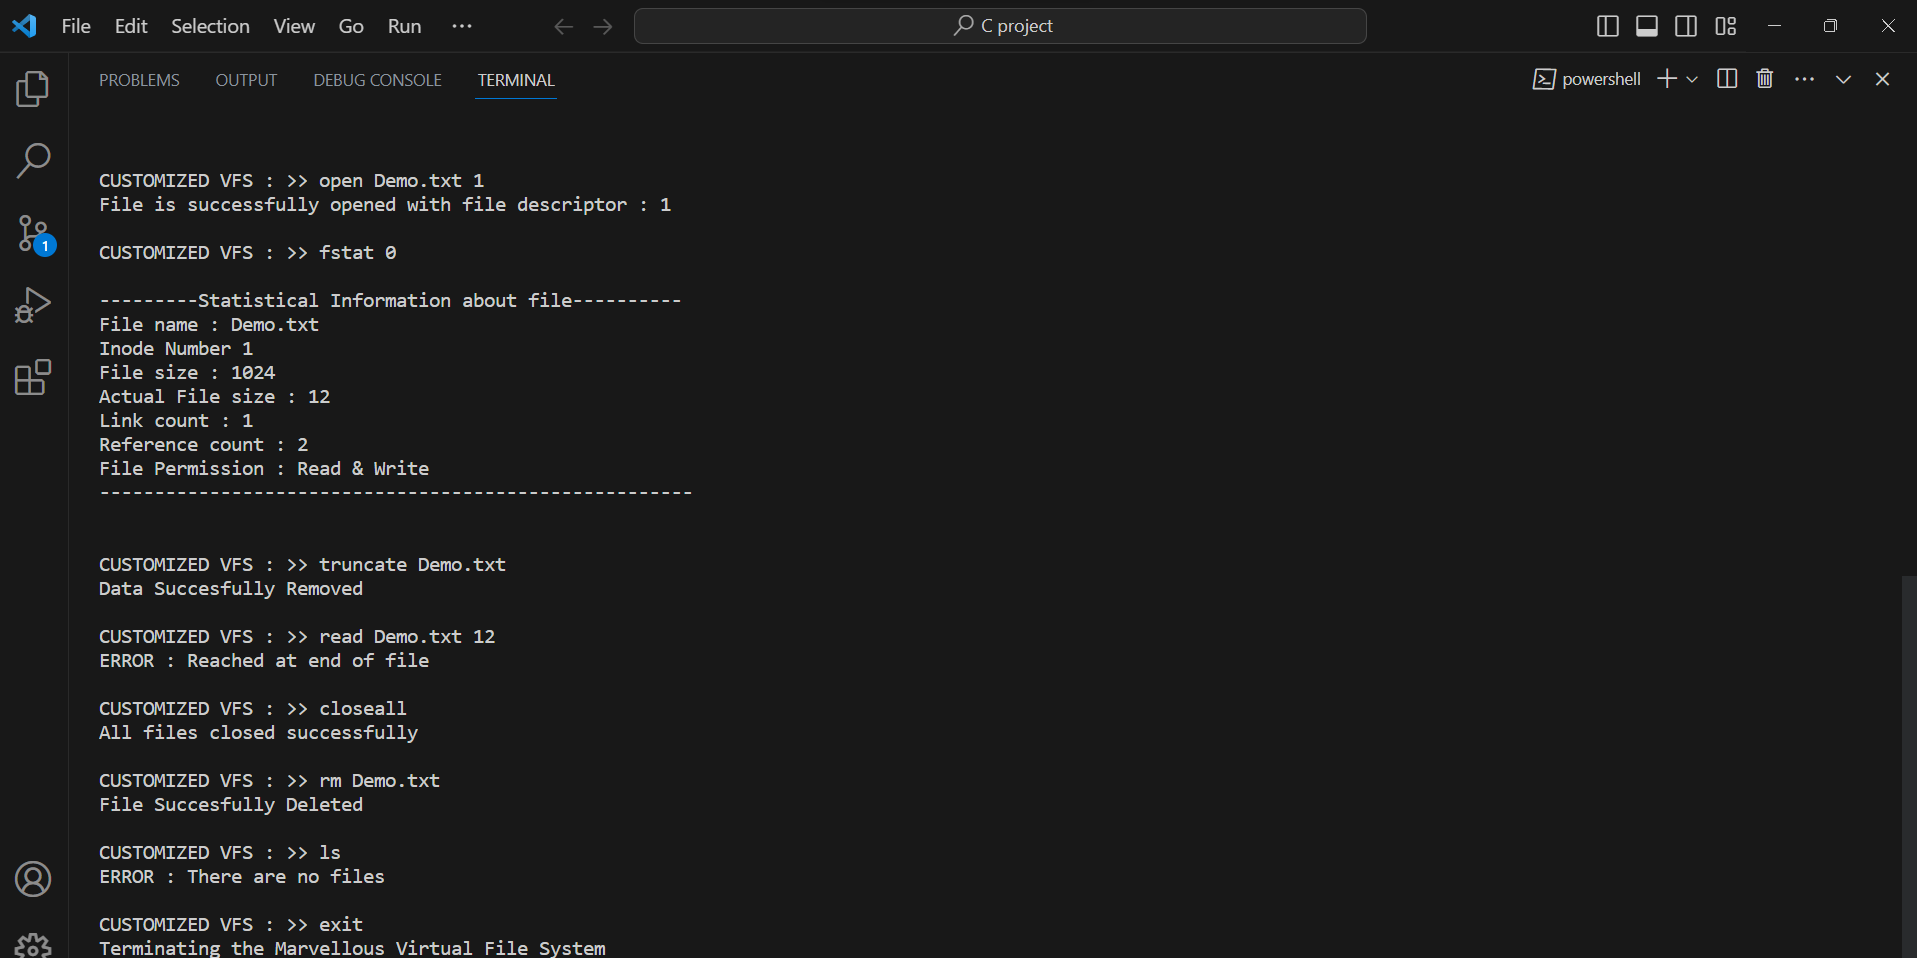 File Edit Selection View Go Run ··· C project
PROBLEMS OUTPUT DEBUG CONSOLE TERMINAL powershell
1
CUSTOMIZED VFS : >> open Demo.txt 1
File is successfully opened with file descriptor : 1
CUSTOMIZED VFS : >> fstat 0
---------Statistical Information about file----------
File name : Demo.txt
Inode Number 1
File size : 1024
Actual File size : 12
Link count : 1
Reference count : 2
File Permission : Read & Write
------------------------------------------------------
CUSTOMIZED VFS : >> truncate Demo.txt
Data Succesfully Removed
CUSTOMIZED VFS : >> read Demo.txt 12
ERROR : Reached at end of file
CUSTOMIZED VFS : >> closeall
All files closed successfully
CUSTOMIZED VFS : >> rm Demo.txt
File Succesfully Deleted
CUSTOMIZED VFS : >> ls
ERROR : There are no files
CUSTOMIZED VFS : >> exit
Terminating the Marvellous Virtual File System